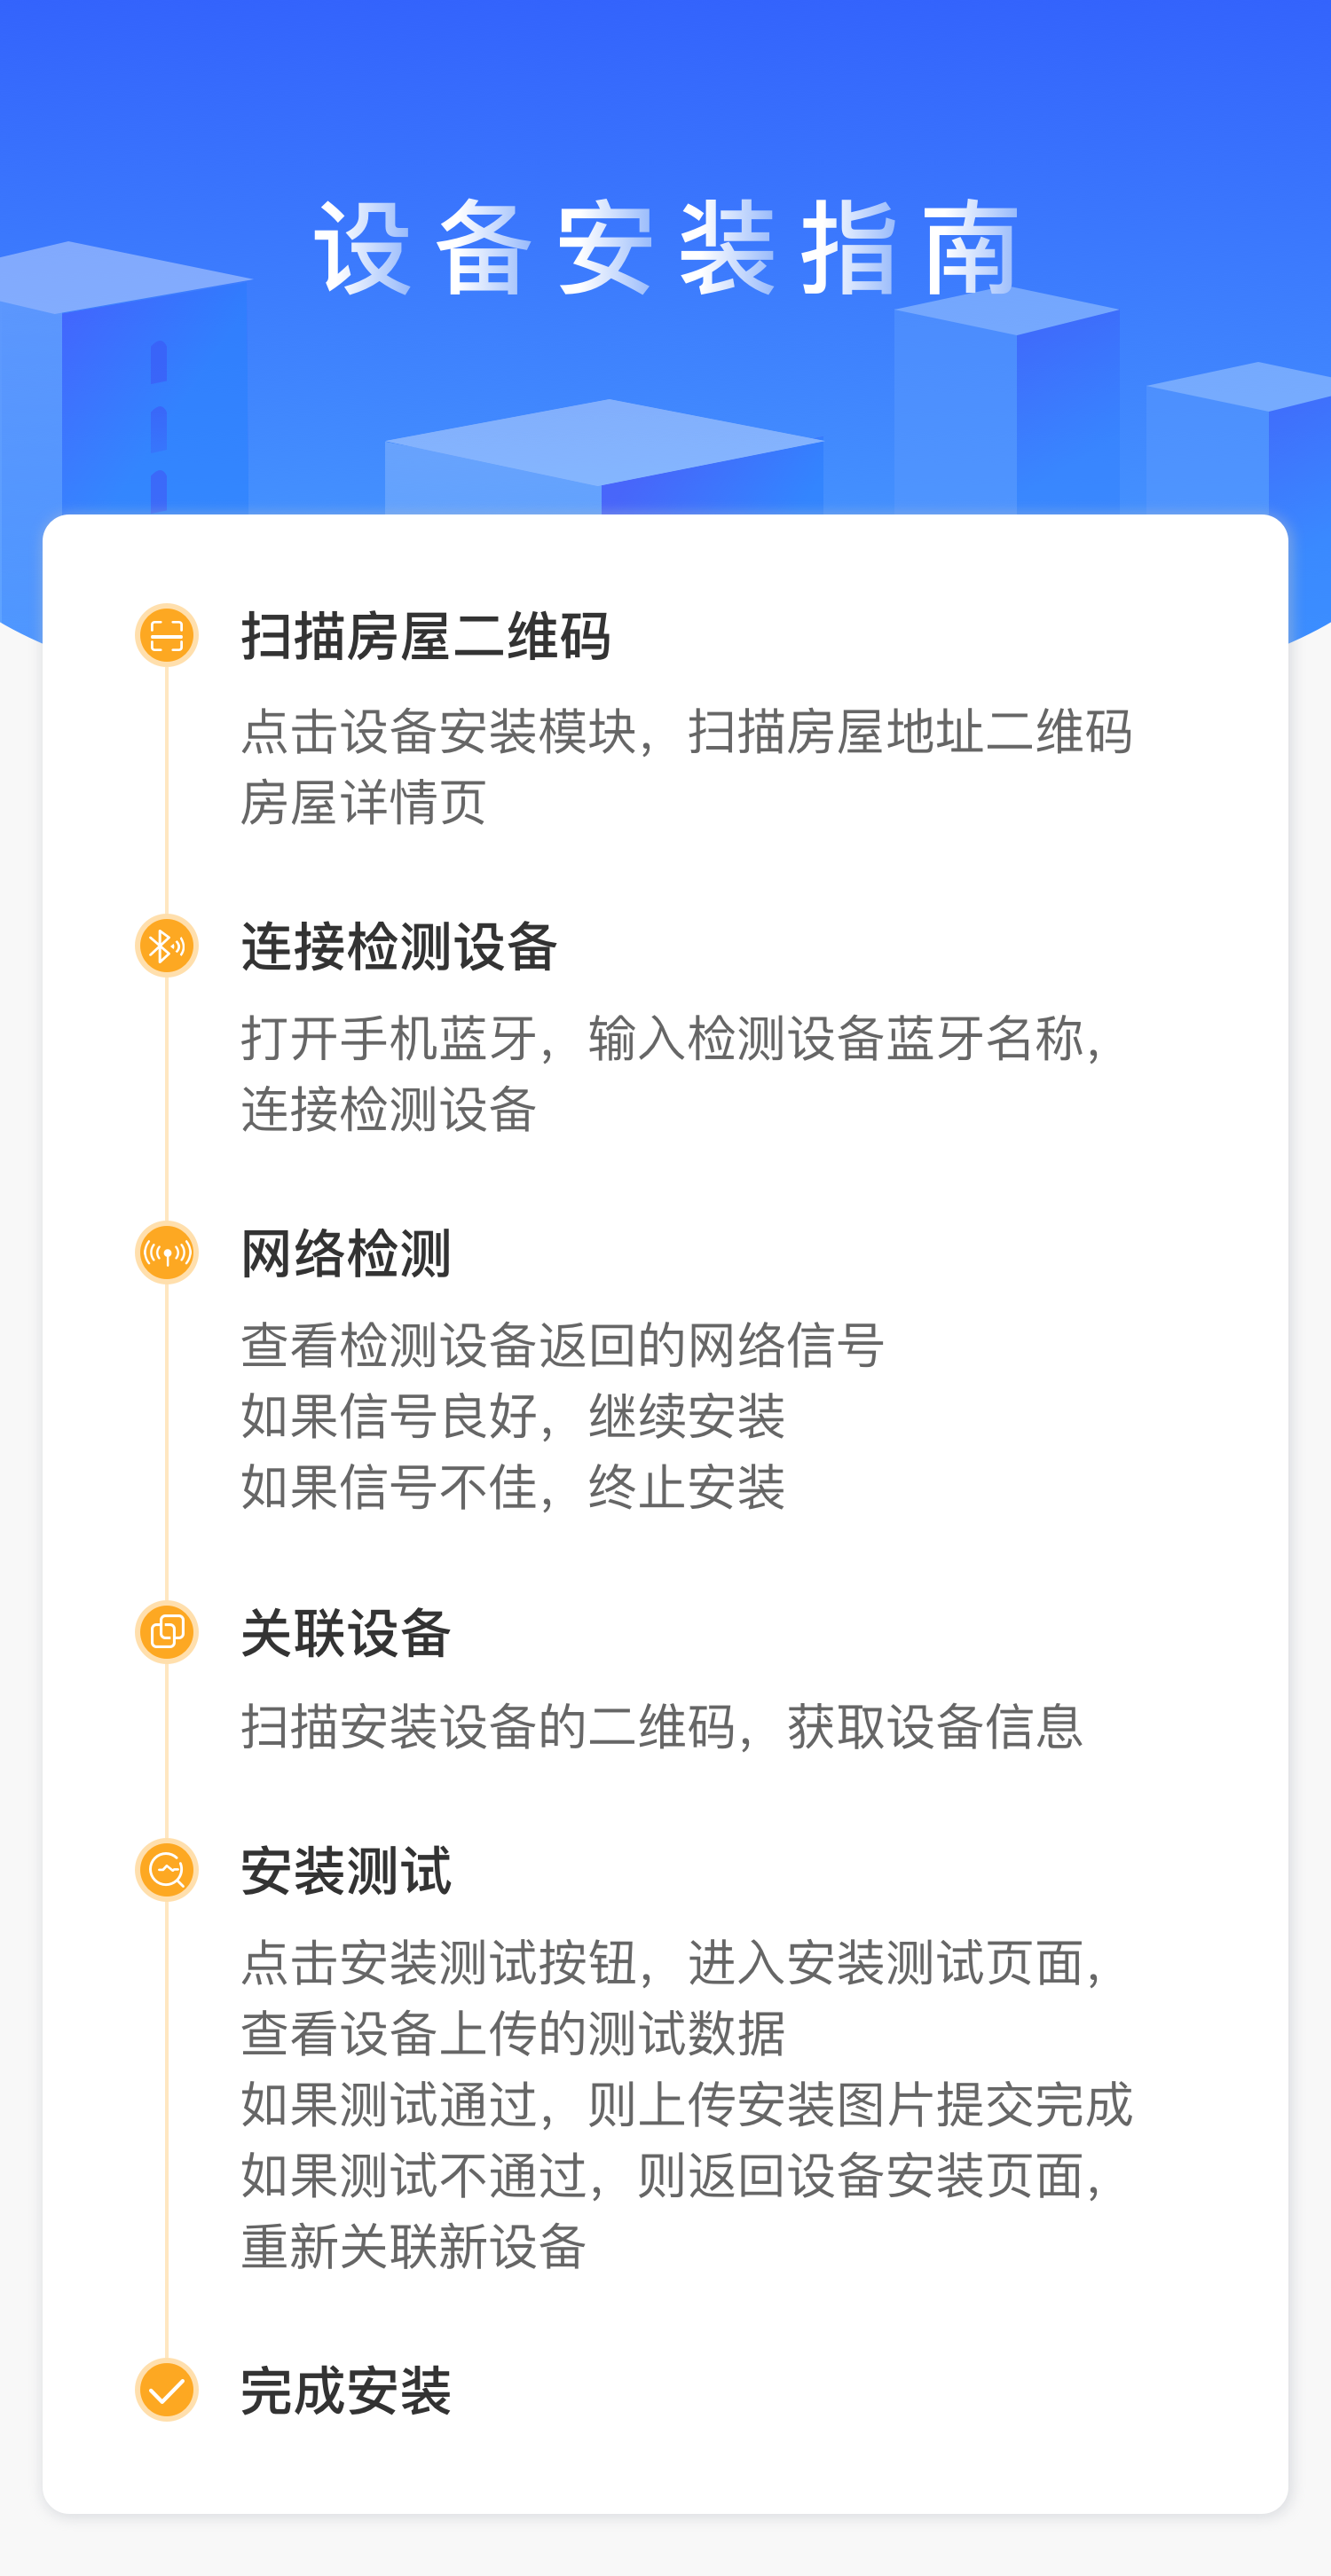 设备安装指南
扫描房屋二维码
点击设备安装模块，扫描房屋地址二维码
房屋详情页
连接检测设备
打开手机蓝牙，输入检测设备蓝牙名称，
连接检测设备
网络检测
查看检测设备返回的网络信号
如果信号良好，继续安装
如果信号不佳，终止安装
关联设备
扫描安装设备的二维码，获取设备信息
安装测试
点击安装测试按钮，进入安装测试页面，
查看设备上传的测试数据
如果测试通过，则上传安装图片提交完成
如果测试不通过，则返回设备安装页面，
重新关联新设备
完成安装